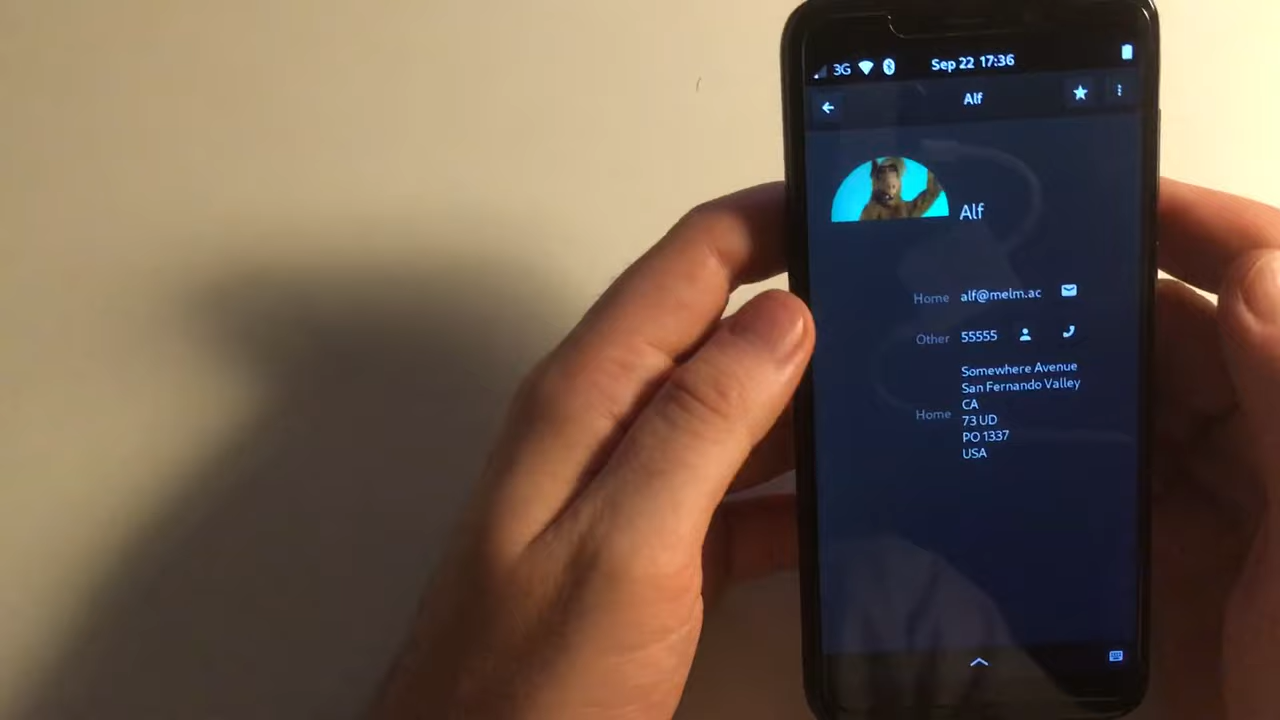 3G Sep 22 17:36
Alf
Alf
Home alf@melm.ac
Other 55555
Home
Somewhere Avenue
San Fernando Valley
CA
73 UD
PO 1337
USA